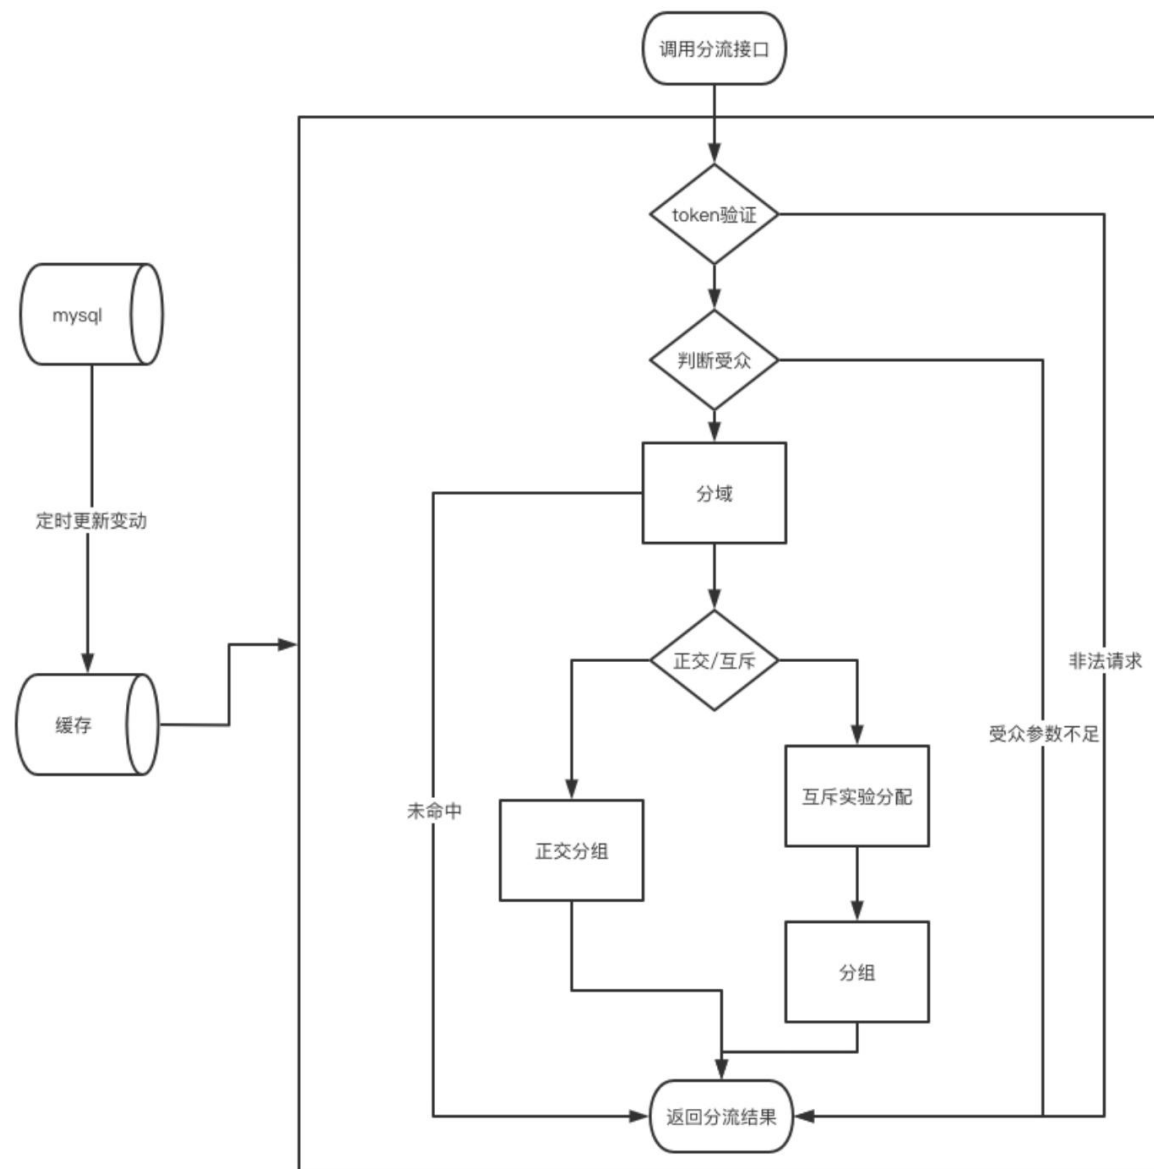 调用分流接口
token验证
mysql
判断受众
分域
定时更新变动
正交/互斥
非法请求
缓存
受众参数不足
互斥实验分配
未命中
正交分组
分组
返回分流结果